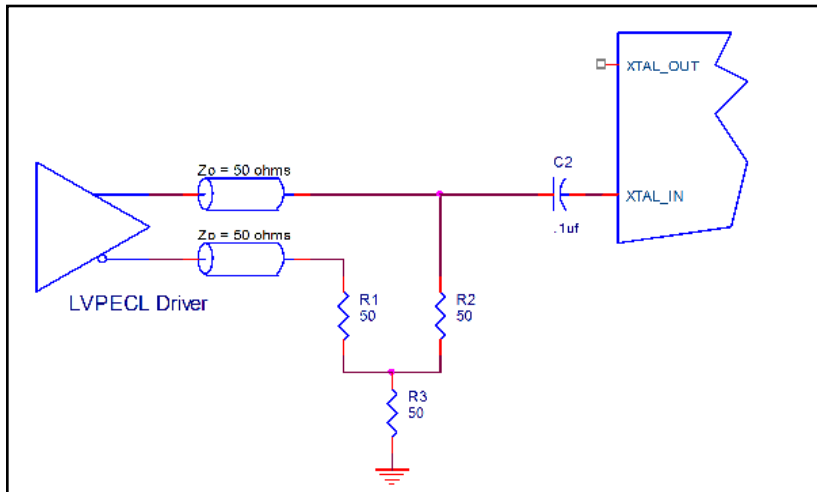 XTAL_OUT
C2
Zo = 50 ohms
XTAL_IN
.1uf
Zo = 50 ohms
LVPECL Driver
R1
50
R2
50
R3
50